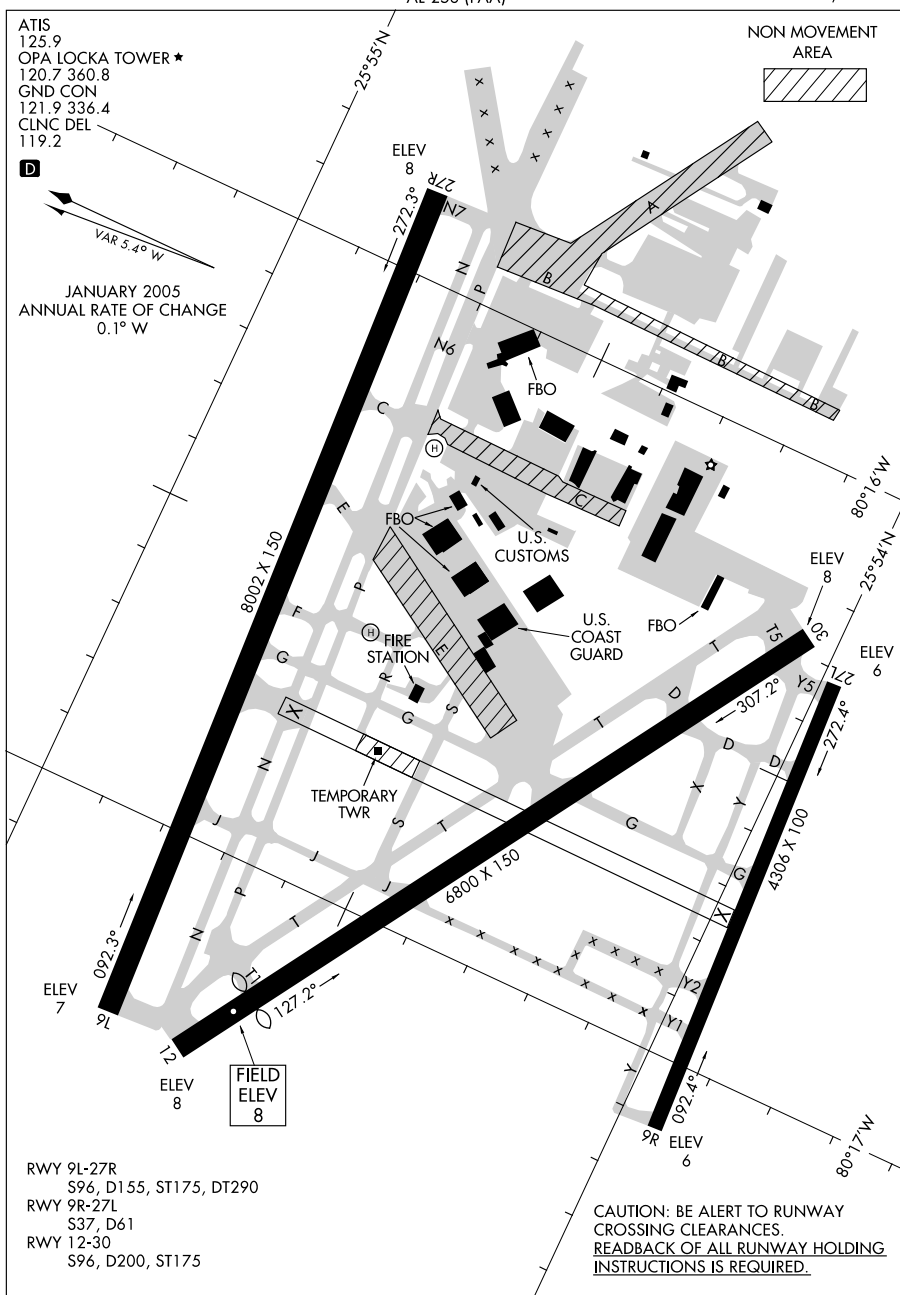 AL-256 (FAA)
ATIS
125.9
OPA LOCKA TOWER ★
120.7 360.8
GND CON
121.9 336.4
CLNC DEL
119.2
D
VAR 5.4° W
JANUARY 2005
ANNUAL RATE OF CHANGE
0.1° W
25°55'N
NON MOVEMENT
AREA
ELEV
8
27R
272.3°
N7
A
N
P
B
N6
FBO
B
B
C
H
80°16'W
C
25°54'N
E
FBO
U.S.
CUSTOMS
8002 X 150
P
ELEV
8
F
H
FIRE
STATION
E
U.S.
COAST
GUARD
FBO
T
T5
30
27L
ELEV
6
G
R
G
S
D
Y5
307.2°
272.4°
X
T
D
D
N
TEMPORARY
TWR
X
Y
J
J
S
T
G
G
4306 X 100
6800 X 150
J
X
P
T
N
092.3°
T1
127.2°
Y2
Y1
ELEV
7
9L
12
ELEV
8
FIELD
ELEV
8
Y
092.4°
9R
ELEV
6
80°17'W
RWY 9L-27R
S96, D155, ST175, DT290
RWY 9R-27L
S37, D61
RWY 12-30
S96, D200, ST175
CAUTION: BE ALERT TO RUNWAY
CROSSING CLEARANCES.
READBACK OF ALL RUNWAY HOLDING
INSTRUCTIONS IS REQUIRED.